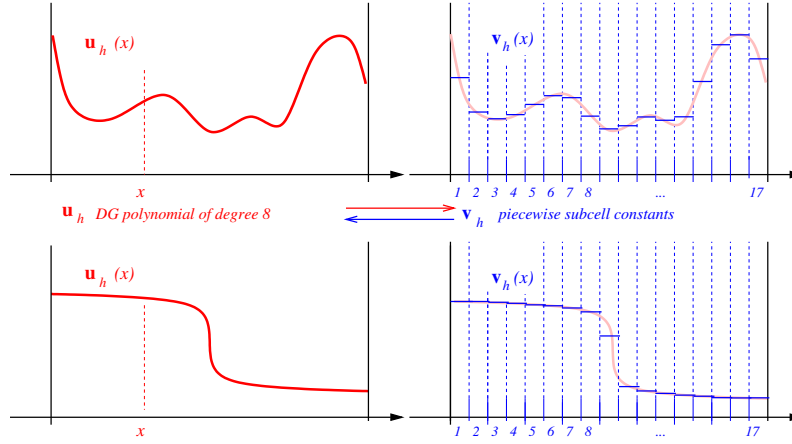 u_h (x)
v_h (x)
x
1 2 3 4 5 6 7 8 ... 17
u_h DG polynomial of degree 8
v_h piecewise subcell constants
u_h (x)
v_h (x)
x
1 2 3 4 5 6 7 8 ... 17